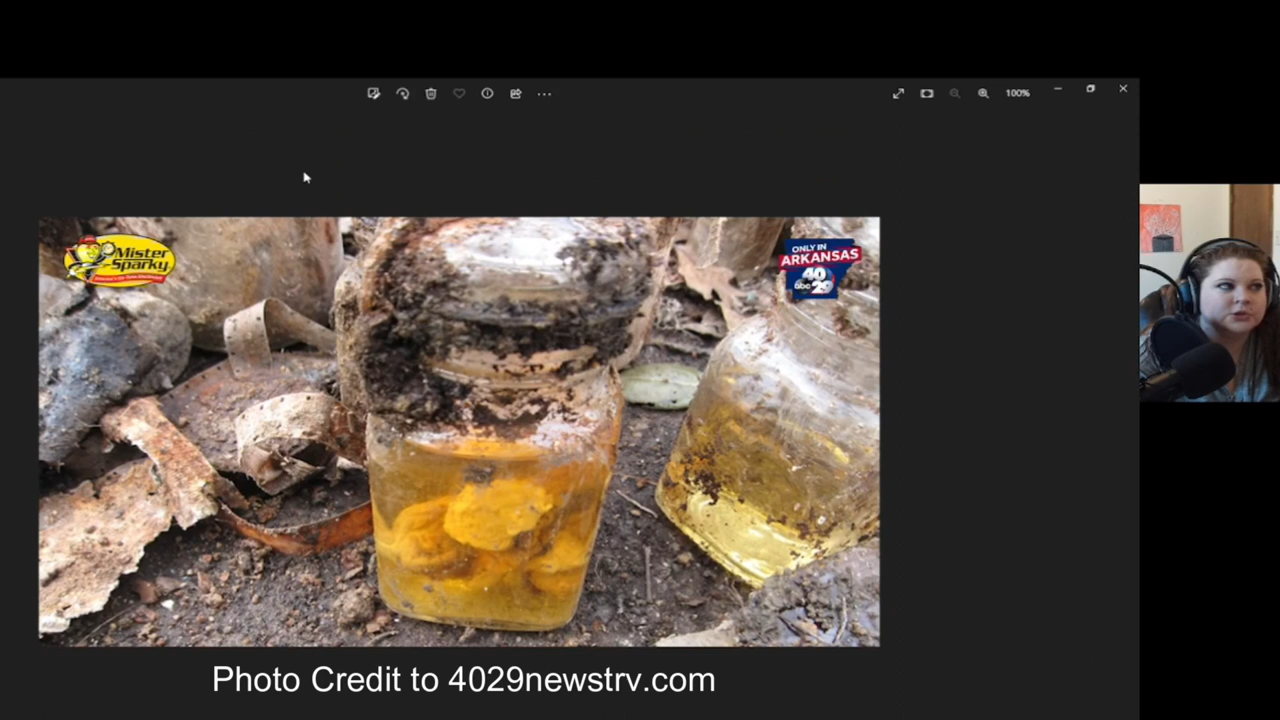 100%
Mister
Sparky
ONLY IN
ARKANSAS
40
abc 29
Photo Credit to 4029newstrv.com